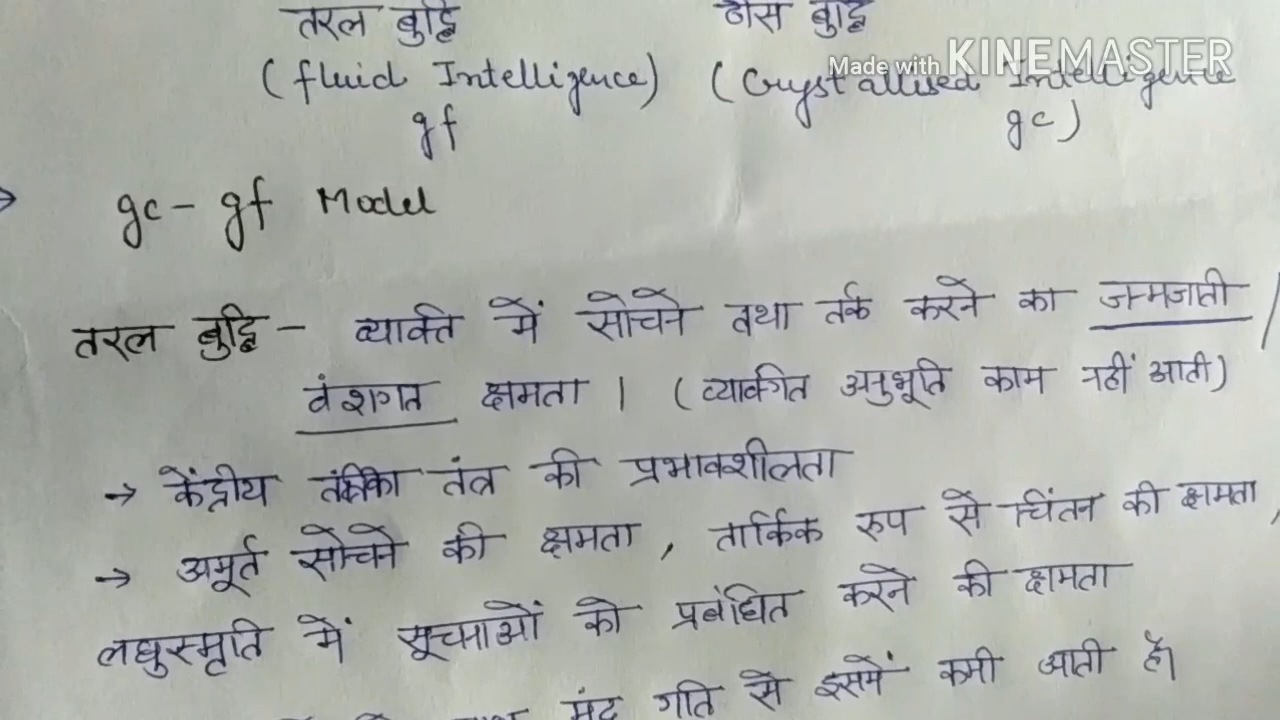 तरल बुद्धि ठोस बुद्धि
Made with KINEMASTER
(fluid Intelligence) (Crystallised Intelligence
gf gc)
→ gc - gf Model
तरल बुद्धि - व्यक्ति में सोचने तथा तर्क करने का जन्मजाती /
वंशगत क्षमता । (व्यक्गित अनुभूति काम नहीं आती)
→ केंद्रीय तंत्रिका तंत्र की प्रभावशीलता
→ अमूर्त सोचने की क्षमता , तार्किक रुप से चिंतन की क्षमता ,
लघुस्मृति में सूचनाओं को प्रबंधित करने की क्षमता
मंद गति से इसमें कमी आती है।